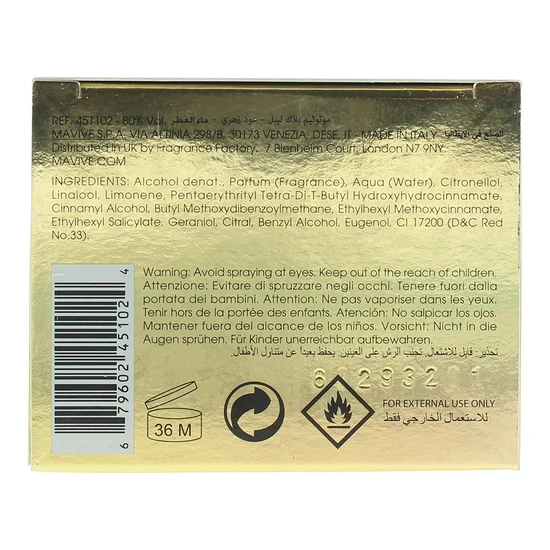 REF. 451102 - 80% Vol. موثوليم بلاك ليبل - عود زهري - ماء العطر
MAVIVE S.P.A. VIA ALTINIA 298/B, 30173 VENEZIA, DESE, IT - MADE IN ITALY الصنع في الايطاليا
Distributed in UK by Fragrance Factory. 7 Blenheim Court, London N7 9NY.
MAVIVE.COM
INGREDIENTS: Alcohol denat., Parfum (Fragrance), Aqua (Water), Citronellol,
Linalool, Limonene, Pentaerythrityl Tetra-Di-T-Butyl Hydroxyhydrocinnamate,
Cinnamyl Alcohol, Butyl Methoxydibenzoylmethane, Ethylhexyl Methoxycinnamate,
Ethylhexyl Salicylate, Geraniol, Citral, Benzyl Alcohol, Eugenol, CI 17200 (D&C Red
No.33).
Warning: Avoid spraying at eyes. Keep out of the reach of children.
Attenzione: Evitare di spruzzare negli occhi. Tenere fuori dalla
portata dei bambini. Attention: Ne pas vaporiser dans les yeux.
Tenir hors de la portée des enfants. Atención: No salpicar los ojos.
Mantener fuera del alcance de los niños. Vorsicht: Nicht in die
Augen sprühen. Für Kinder unerreichbar aufbewahren.
تحذير: قابل للاشتعال. تجنب الرش على العينين. يحفظ بعيداً عن متناول الأطفال.
6 293201
6 79602 45102 4
36 M
FOR EXTERNAL USE ONLY
للاستعمال الخارجي فقط